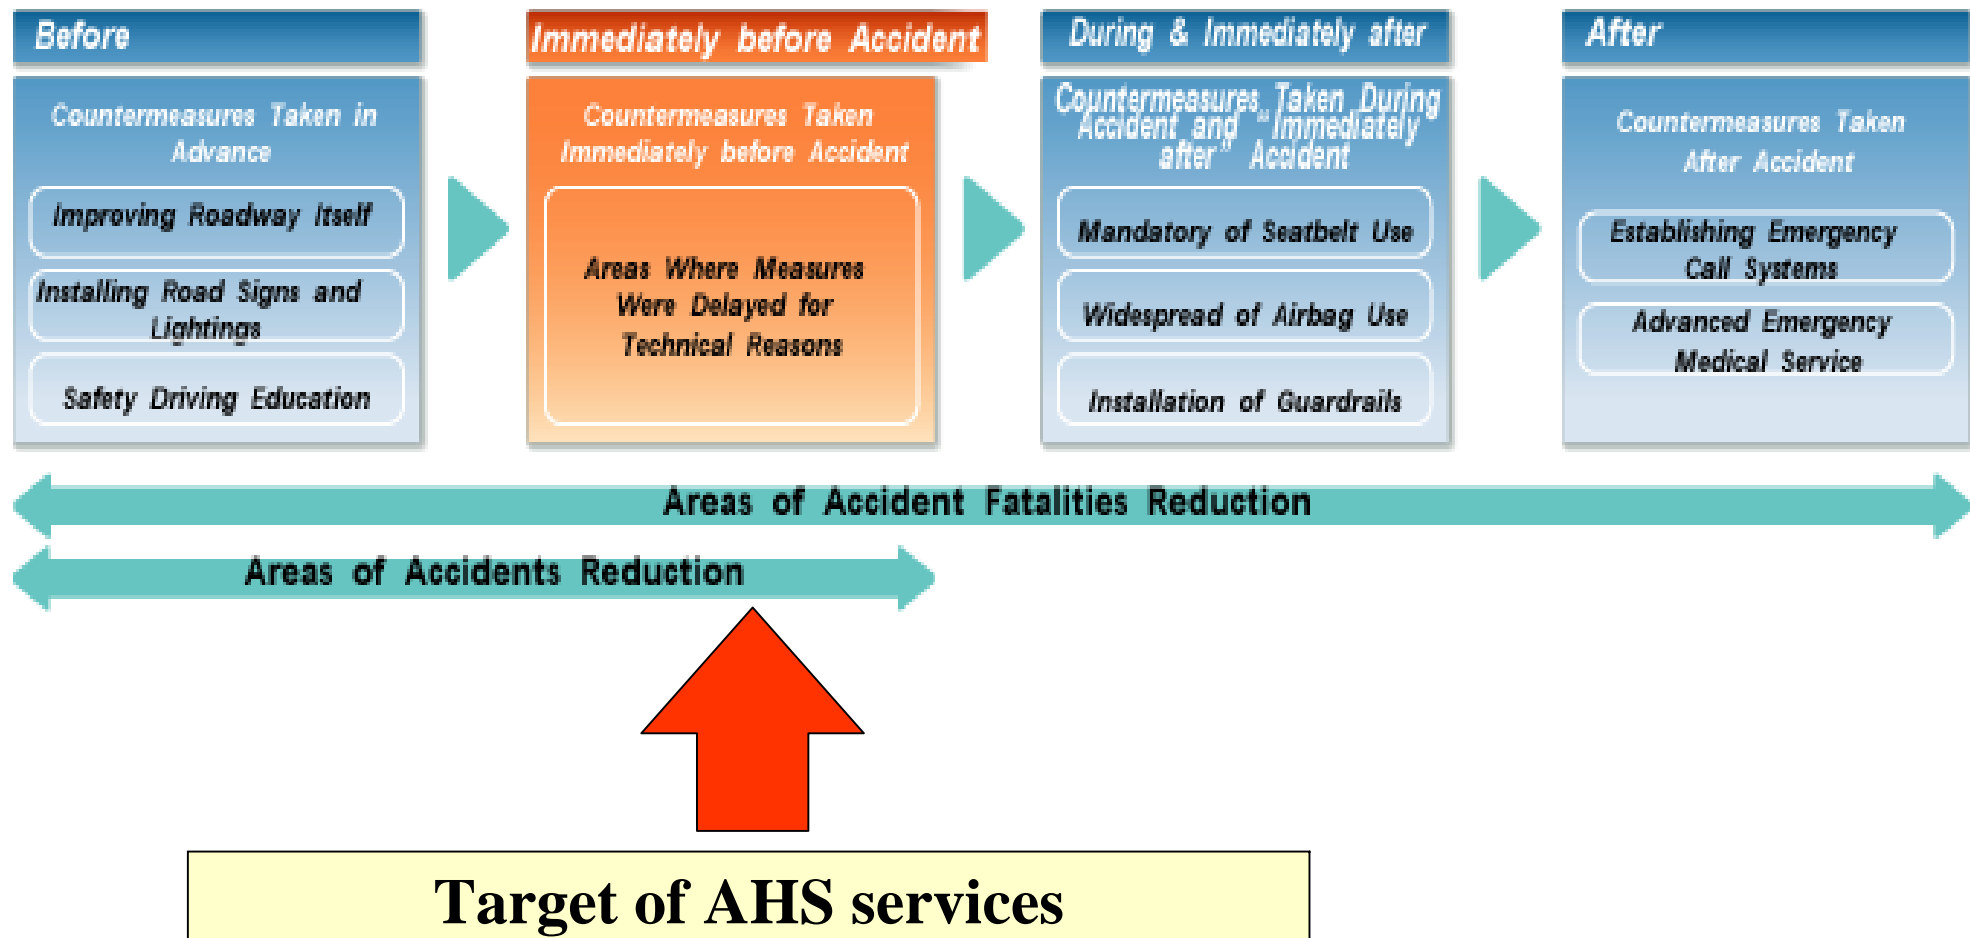 Before
Countermeasures Taken in
Advance
Improving Roadway Itself
Installing Road Signs and
Lightings
Safety Driving Education
Immediately before Accident
Countermeasures Taken
Immediately before Accident
Areas Where Measures
Were Delayed for
Technical Reasons
During & Immediately after
Countermeasures Taken During
Accident and "Immediately
after" Accident
Mandatory of Seatbelt Use
Widespread of Airbag Use
Installation of Guardrails
After
Countermeasures Taken
After Accident
Establishing Emergency
Call Systems
Advanced Emergency
Medical Service
Areas of Accident Fatalities Reduction
Areas of Accidents Reduction
Target of AHS services